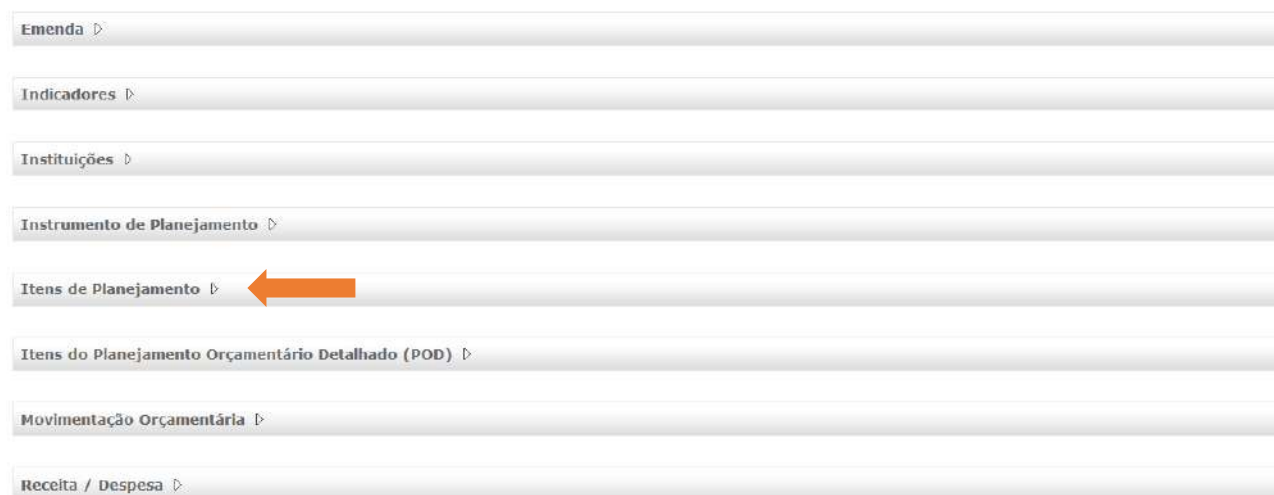 Emenda
Indicadores
Instituições
Instrumento de Planejamento
Itens de Planejamento
Itens do Planejamento Orçamentário Detalhado (POD)
Movimentação Orçamentária
Receita / Despesa